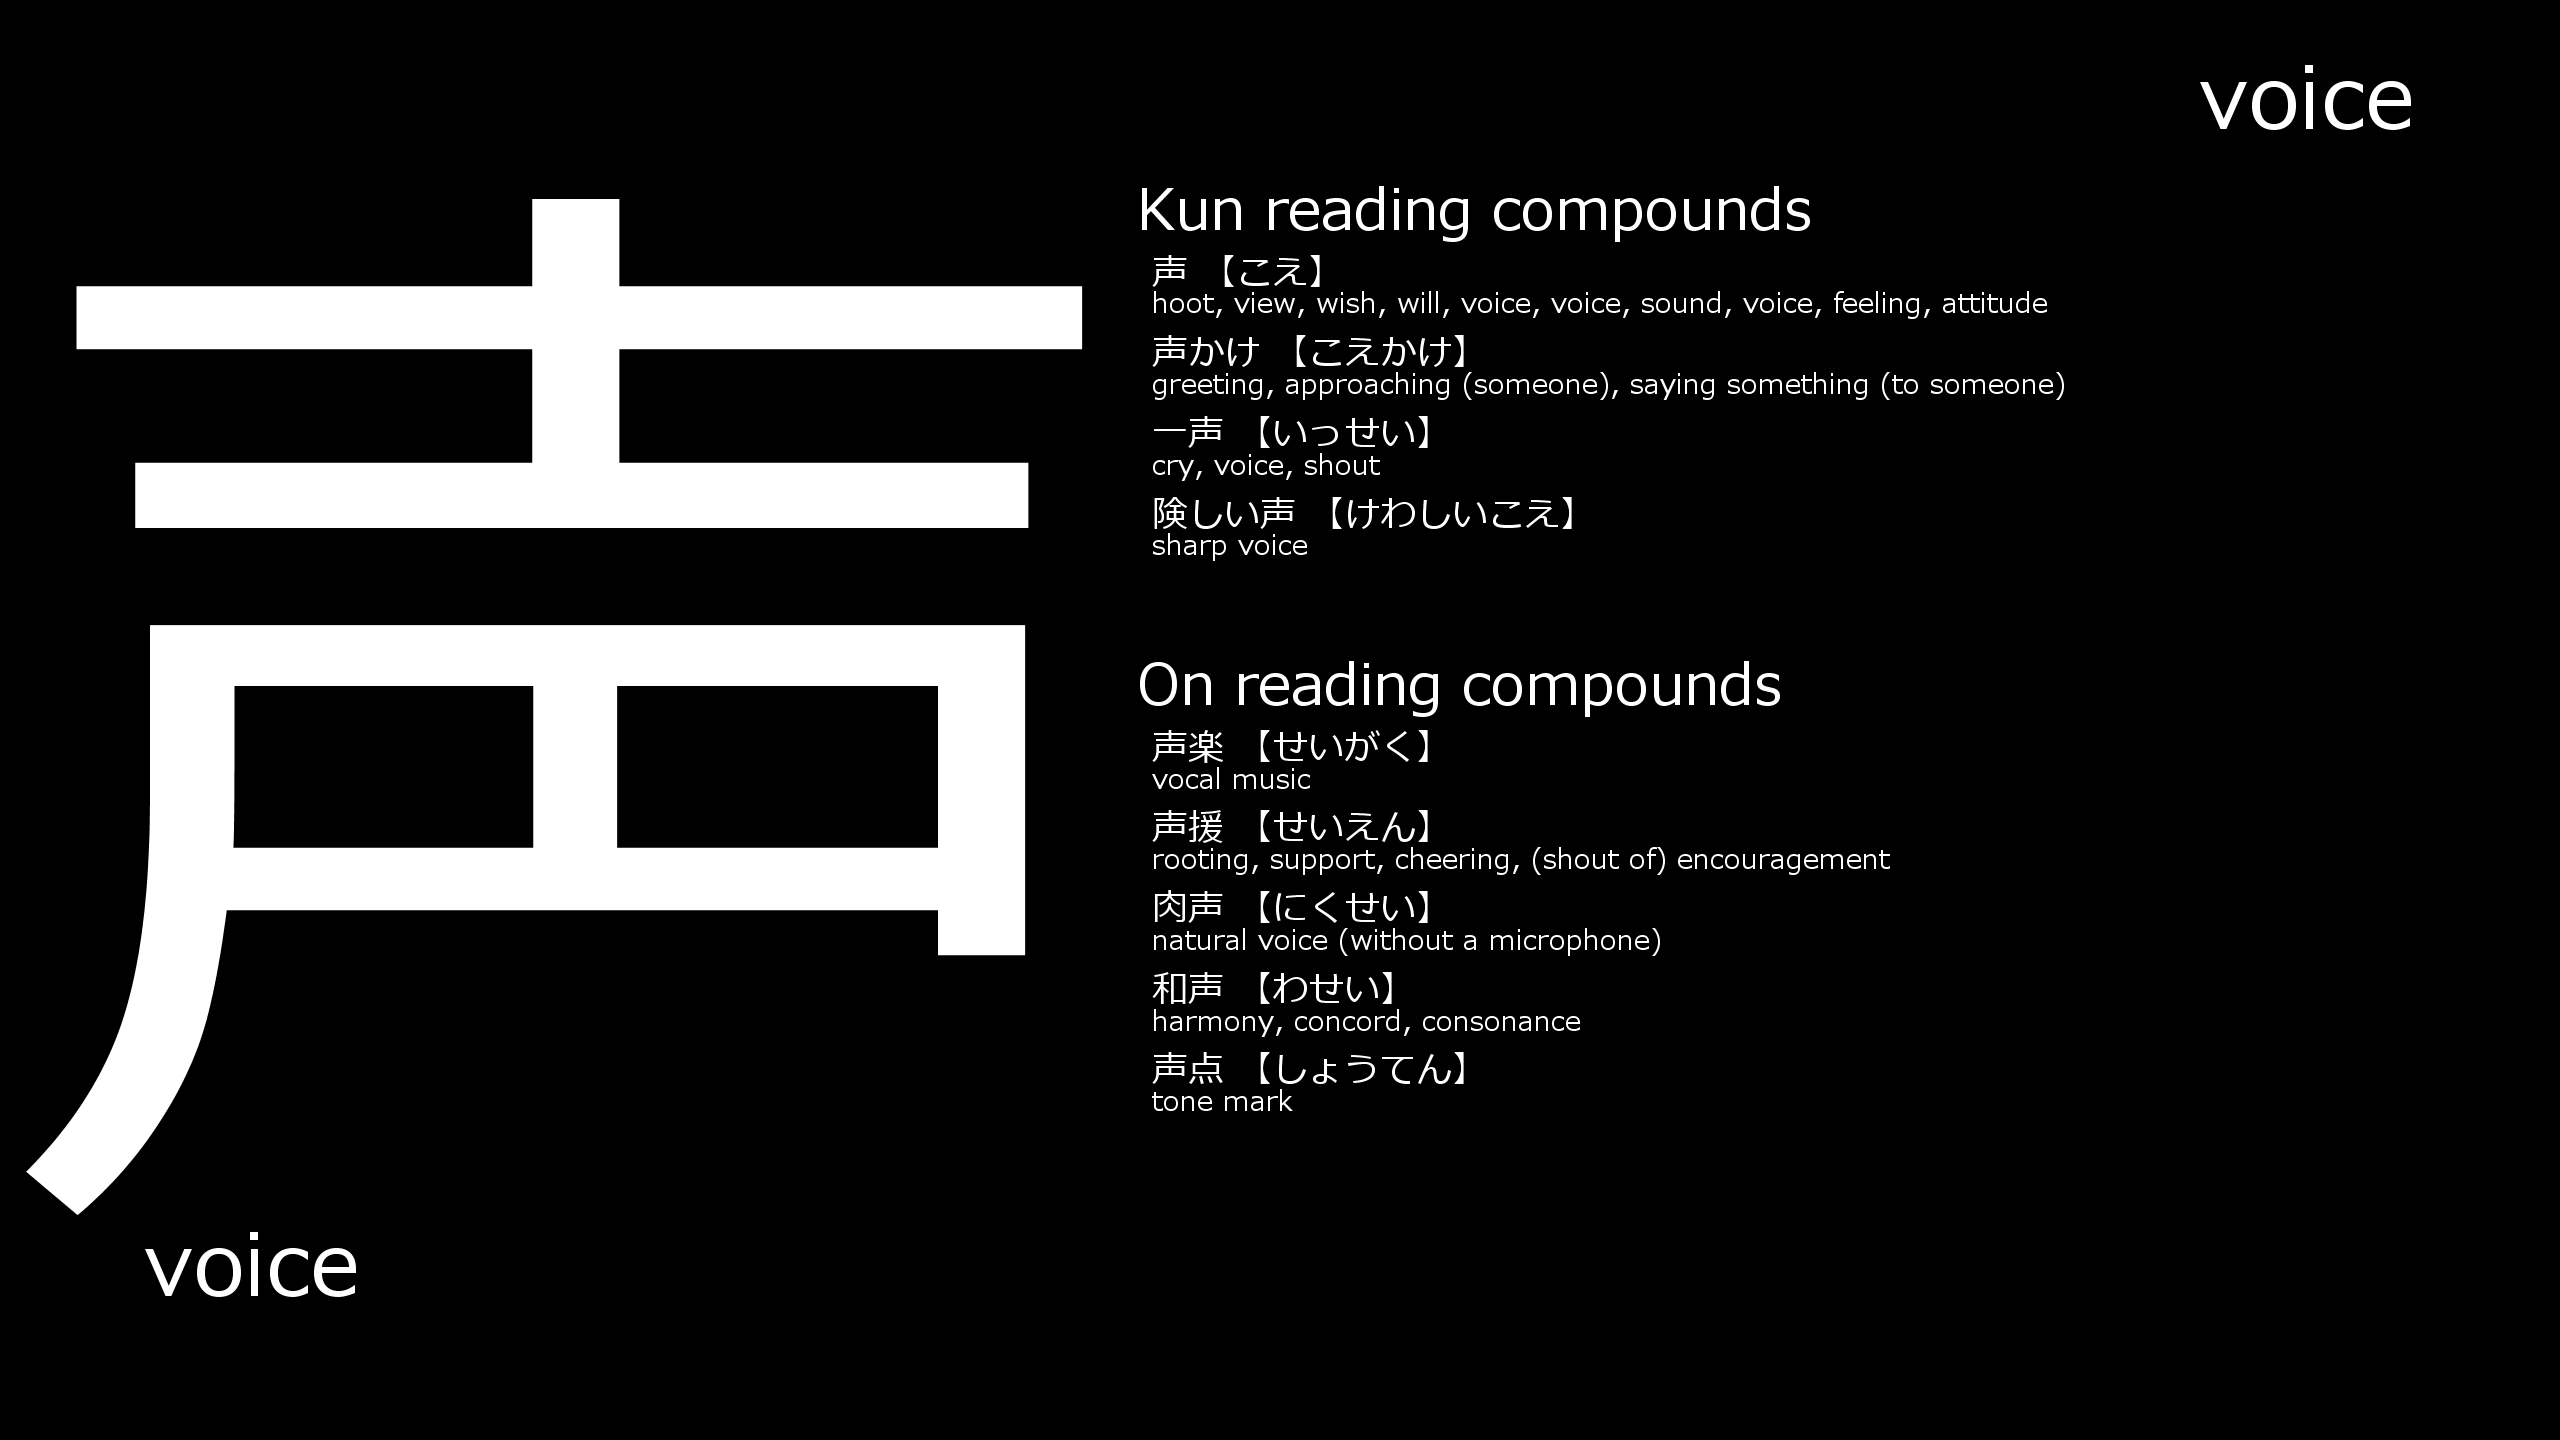 voice
声
voice
Kun reading compounds
声 【こえ】
hoot, view, wish, will, voice, voice, sound, voice, feeling, attitude
声かけ 【こえかけ】
greeting, approaching (someone), saying something (to someone)
一声 【いっせい】
cry, voice, shout
険しい声 【けわしいこえ】
sharp voice
On reading compounds
声楽 【せいがく】
vocal music
声援 【せいえん】
rooting, support, cheering, (shout of) encouragement
肉声 【にくせい】
natural voice (without a microphone)
和声 【わせい】
harmony, concord, consonance
声点 【しょうてん】
tone mark